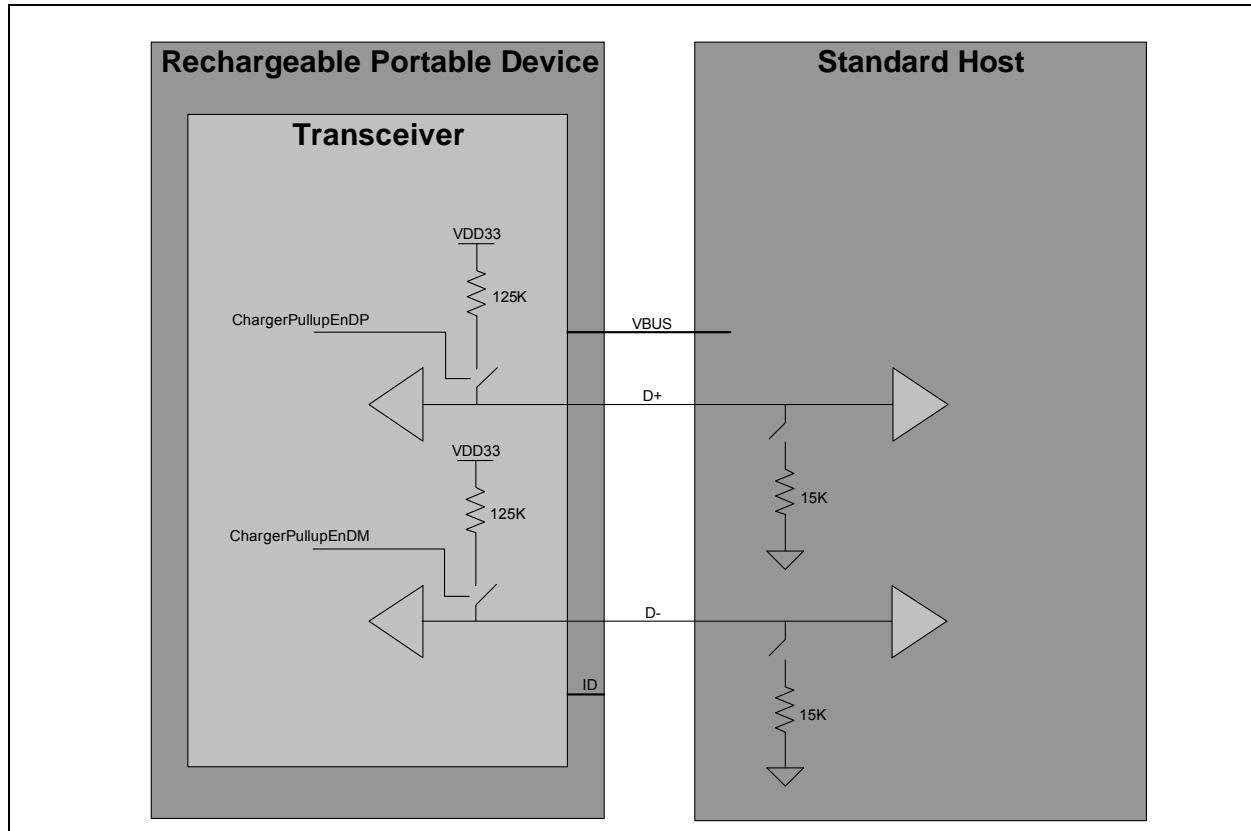 Rechargeable Portable Device
Standard Host
Transceiver
VDD33
125K
ChargerPullupEnDP
VBUS
D+
VDD33
15K
125K
ChargerPullupEnDM
D-
ID
15K